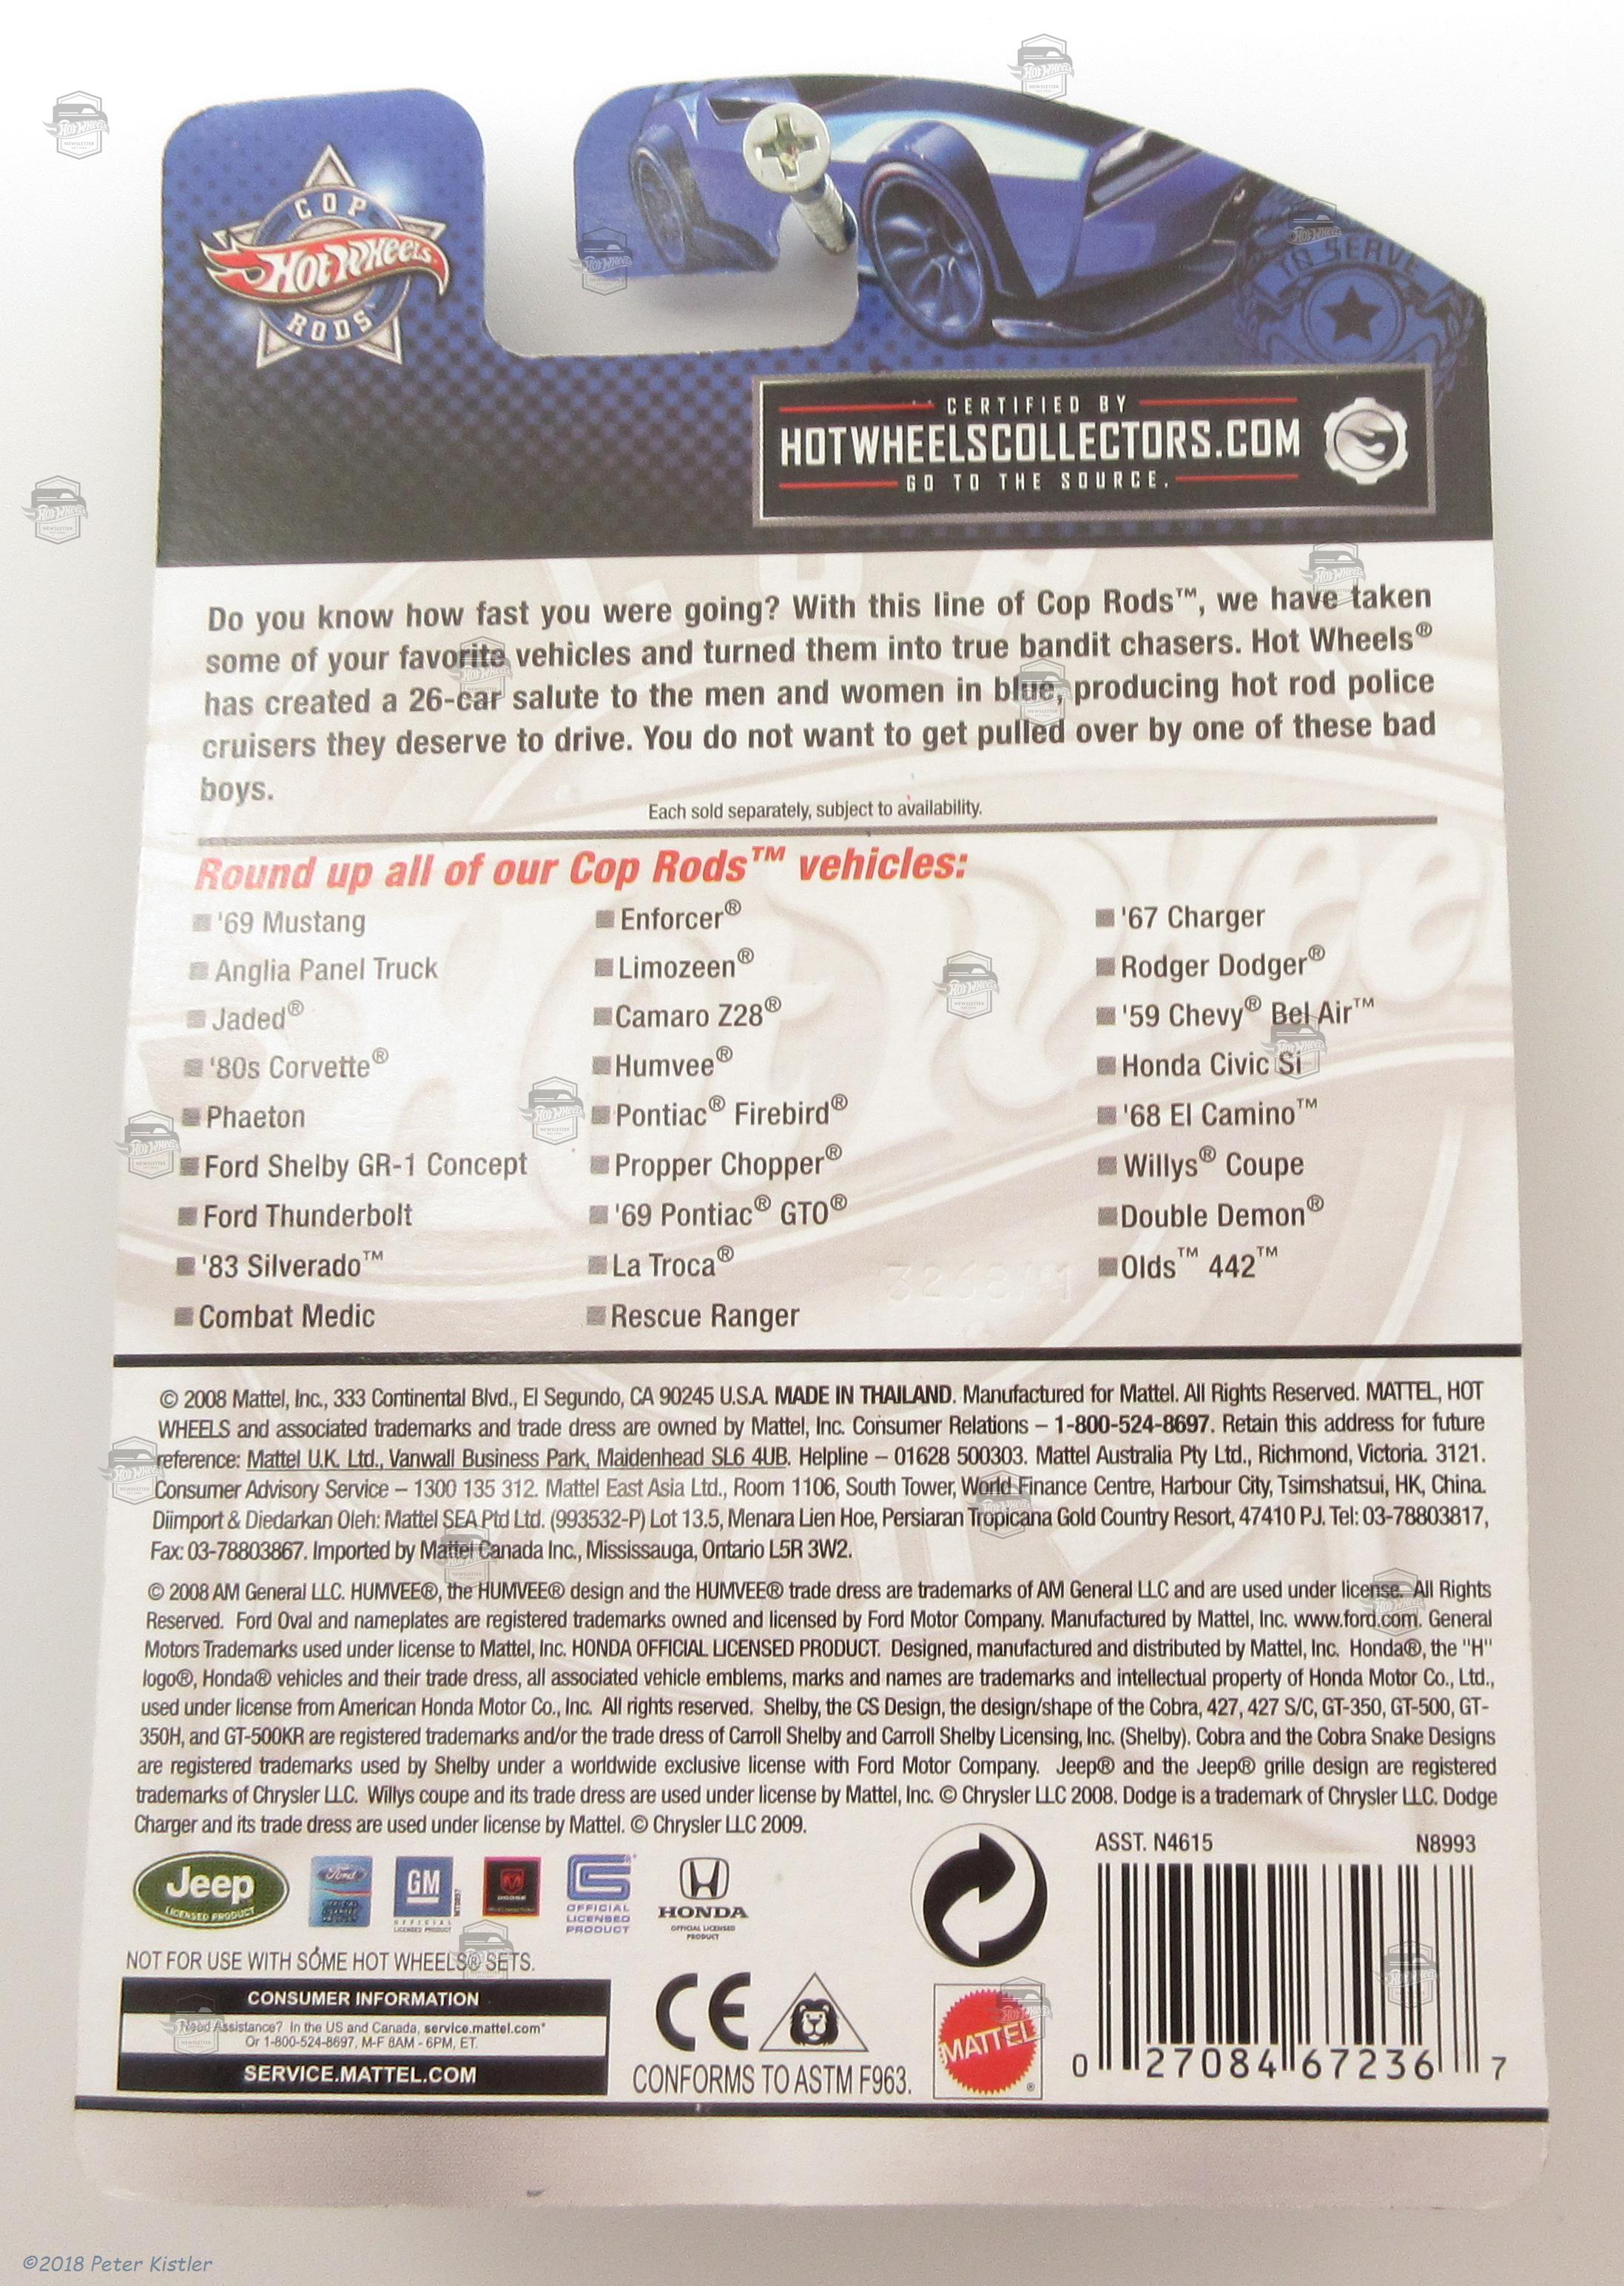 COP
Hot Wheels
RODS
TO SERVE
CERTIFIED BY
HOTWHEELSCOLLECTORS.COM
GO TO THE SOURCE.
Do you know how fast you were going? With this line of Cop Rods™, we have taken
some of your favorite vehicles and turned them into true bandit chasers. Hot Wheels®
has created a 26-car salute to the men and women in blue, producing hot rod police
cruisers they deserve to drive. You do not want to get pulled over by one of these bad
boys.
Each sold separately, subject to availability.
Round up all of our Cop Rods™ vehicles:
'69 Mustang
Anglia Panel Truck
Jaded®
'80s Corvette®
Phaeton
Ford Shelby GR-1 Concept
Ford Thunderbolt
'83 Silverado™
Combat Medic
Enforcer®
Limozeen®
Camaro Z28®
Humvee®
Pontiac® Firebird®
Propper Chopper®
'69 Pontiac® GTO®
La Troca®
Rescue Ranger
'67 Charger
Rodger Dodger®
'59 Chevy® Bel Air™
Honda Civic Si
'68 El Camino™
Willys® Coupe
Double Demon®
Olds™ 442™
© 2008 Mattel, Inc., 333 Continental Blvd., El Segundo, CA 90245 U.S.A. MADE IN THAILAND. Manufactured for Mattel. All Rights Reserved. MATTEL, HOT
WHEELS and associated trademarks and trade dress are owned by Mattel, Inc. Consumer Relations – 1-800-524-8697. Retain this address for future
reference: Mattel U.K. Ltd., Vanwall Business Park, Maidenhead SL6 4UB. Helpline – 01628 500303. Mattel Australia Pty Ltd., Richmond, Victoria. 3121.
Consumer Advisory Service – 1300 135 312. Mattel East Asia Ltd., Room 1106, South Tower, World Finance Centre, Harbour City, Tsimshatsui, HK, China.
Diimport & Diedarkan Oleh: Mattel SEA Ptd Ltd. (993532-P) Lot 13.5, Menara Lien Hoe, Persiaran Tropicana Gold Country Resort, 47410 PJ. Tel: 03-78803817,
Fax: 03-78803867. Imported by Mattel Canada Inc., Mississauga, Ontario L5R 3W2.
© 2008 AM General LLC. HUMVEE®, the HUMVEE® design and the HUMVEE® trade dress are trademarks of AM General LLC and are used under license. All Rights
Reserved. Ford Oval and nameplates are registered trademarks owned and licensed by Ford Motor Company. Manufactured by Mattel, Inc. www.ford.com. General
Motors Trademarks used under license to Mattel, Inc. HONDA OFFICIAL LICENSED PRODUCT. Designed, manufactured and distributed by Mattel, Inc. Honda®, the "H"
logo®, Honda® vehicles and their trade dress, all associated vehicle emblems, marks and names are trademarks and intellectual property of Honda Motor Co., Ltd.,
used under license from American Honda Motor Co., Inc. All rights reserved. Shelby, the CS Design, the design/shape of the Cobra, 427, 427 S/C, GT-350, GT-500, GT-
350H, and GT-500KR are registered trademarks and/or the trade dress of Carroll Shelby and Carroll Shelby Licensing, Inc. (Shelby). Cobra and the Cobra Snake Designs
are registered trademarks used by Shelby under a worldwide exclusive license with Ford Motor Company. Jeep® and the Jeep® grille design are registered
trademarks of Chrysler LLC. Willys coupe and its trade dress are used under license by Mattel, Inc. © Chrysler LLC 2008. Dodge is a trademark of Chrysler LLC. Dodge
Charger and its trade dress are used under license by Mattel. © Chrysler LLC 2009.
Jeep
LICENSED PRODUCT
Ford
GM
OFFICIAL
LICENSED PRODUCT
DODGE
OFFICIAL
LICENSED
PRODUCT
HONDA
OFFICIAL LICENSED
PRODUCT
ASST. N4615 N8993
0 27084 67236 7
NOT FOR USE WITH SOME HOT WHEELS® SETS.
CONSUMER INFORMATION
Need Assistance? In the US and Canada, service.mattel.com*
Or 1-800-524-8697, M-F 8AM - 6PM, ET.
SERVICE.MATTEL.COM
CE
CONFORMS TO ASTM F963.
MATTEL®
©2018 Peter Kistler